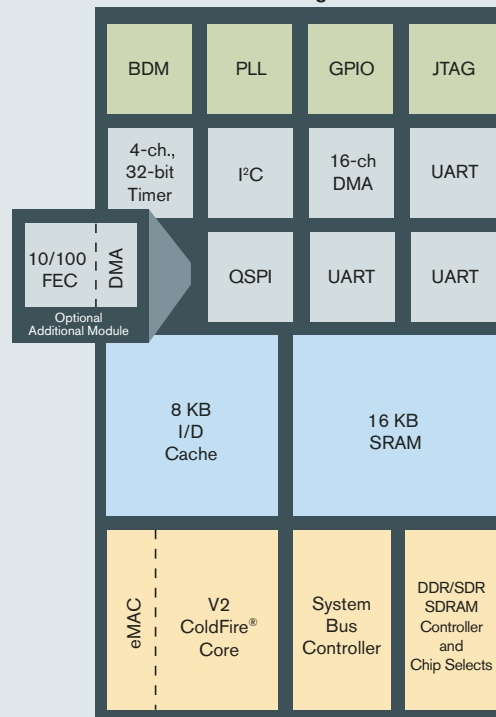 BDM
PLL
GPIO
JTAG
4-ch.,
32-bit
Timer
I²C
16-ch
DMA
UART
10/100
FEC
DMA
Optional
Additional Module
QSPI
UART
UART
8 KB
I/D
Cache
16 KB
SRAM
eMAC
V2
ColdFire®
Core
System
Bus
Controller
DDR/SDR
SDRAM
Controller
and
Chip Selects